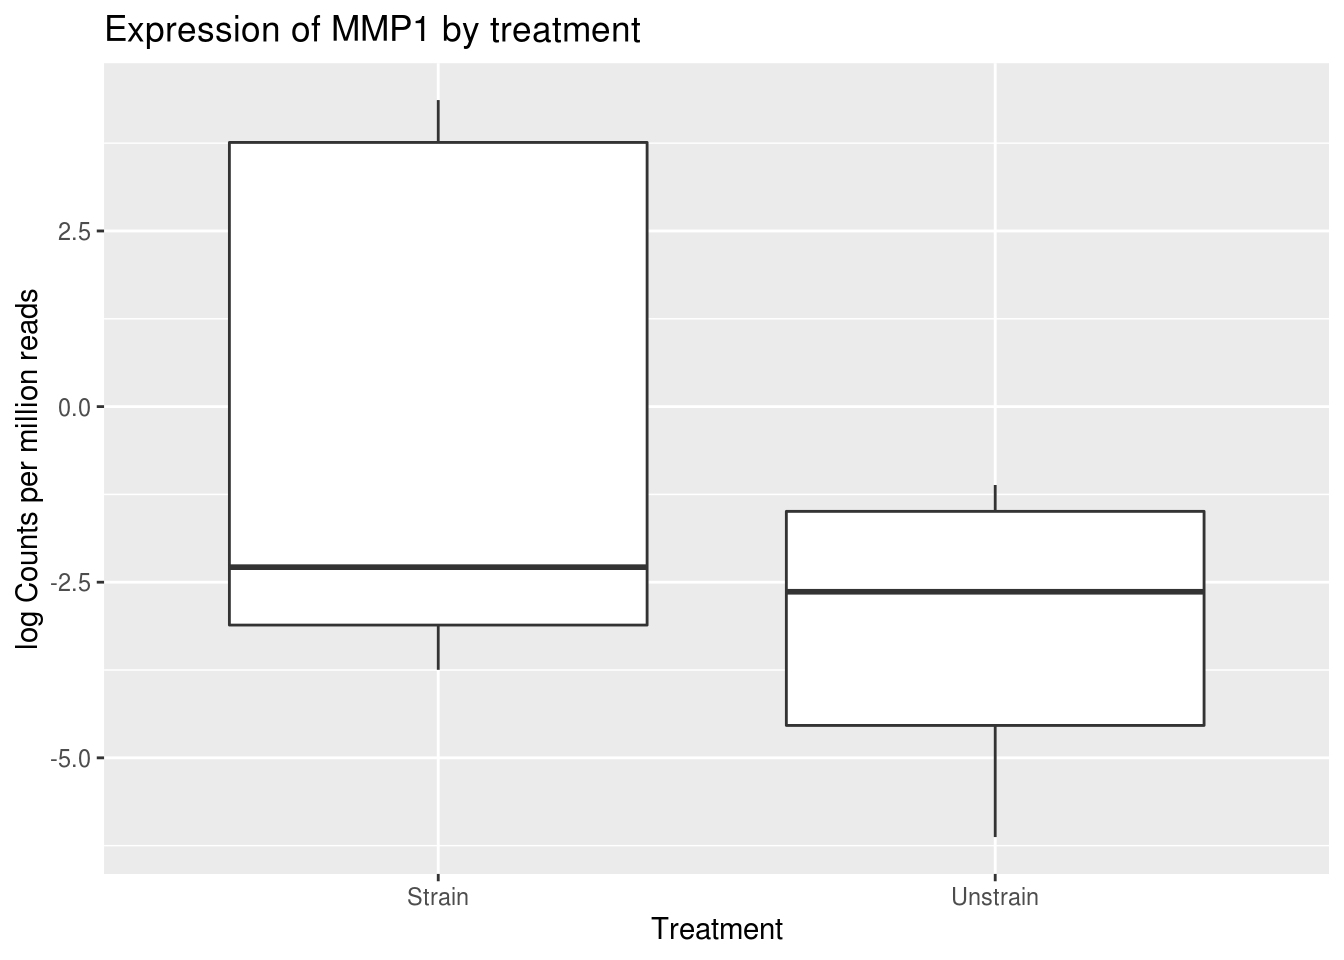 Expression of MMP1 by treatment
log Counts per million reads
2.5
0.0
-2.5
-5.0
Strain
Unstrain
Treatment